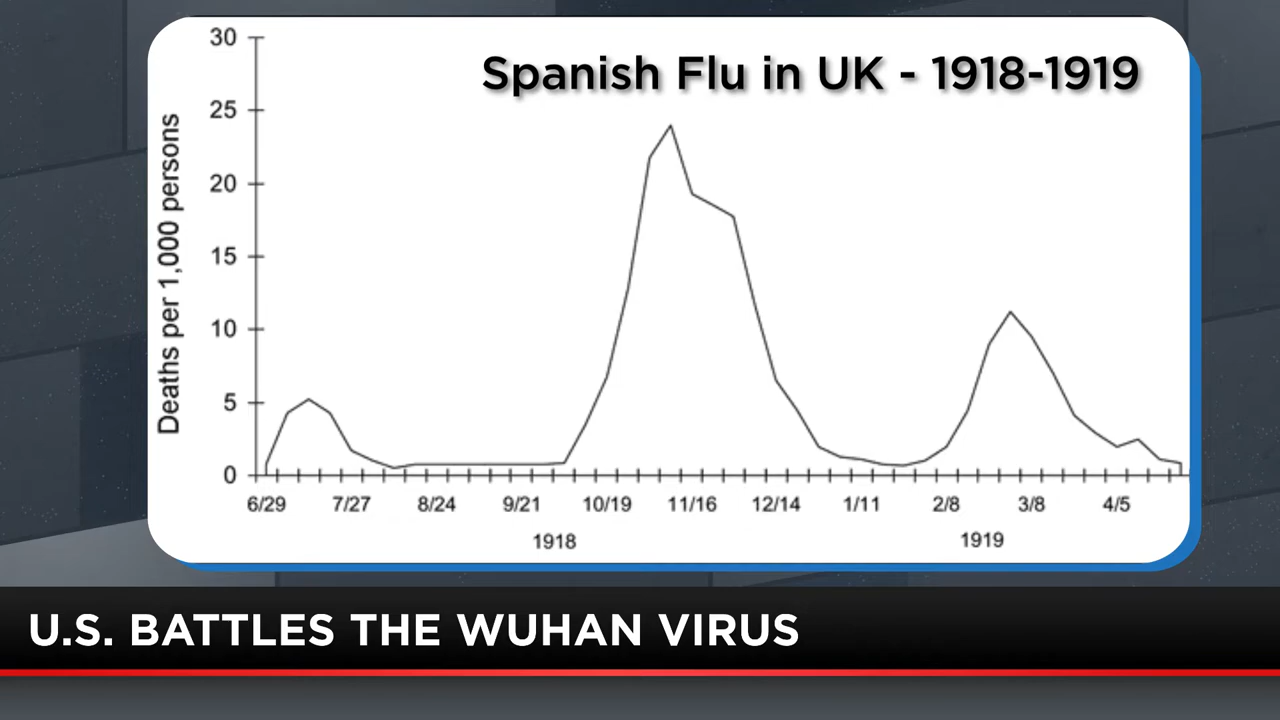 Spanish Flu in UK - 1918-1919
Deaths per 1,000 persons
30
25
20
15
10
5
0
6/29 7/27 8/24 9/21 10/19 11/16 12/14 1/11 2/8 3/8 4/5
1918 1919
U.S. BATTLES THE WUHAN VIRUS